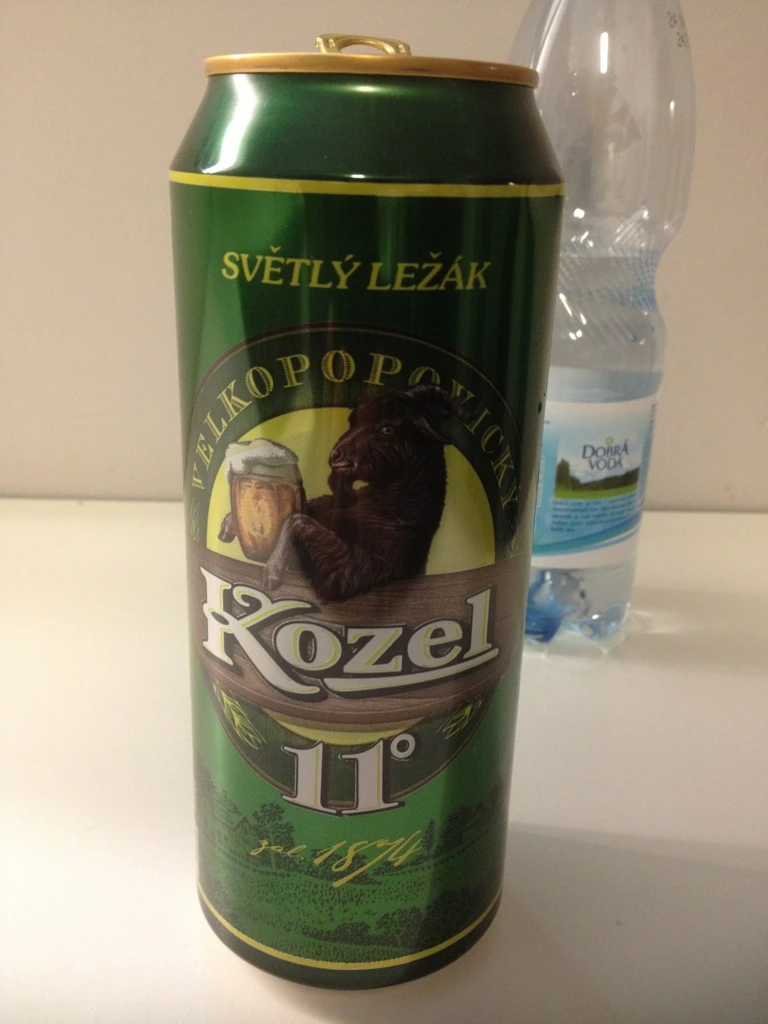 SVĚTLÝ LEŽÁK
VELKOPOPOVICKÝ
Kozel
11°
zal. 1874
DOBRÁ
VODA